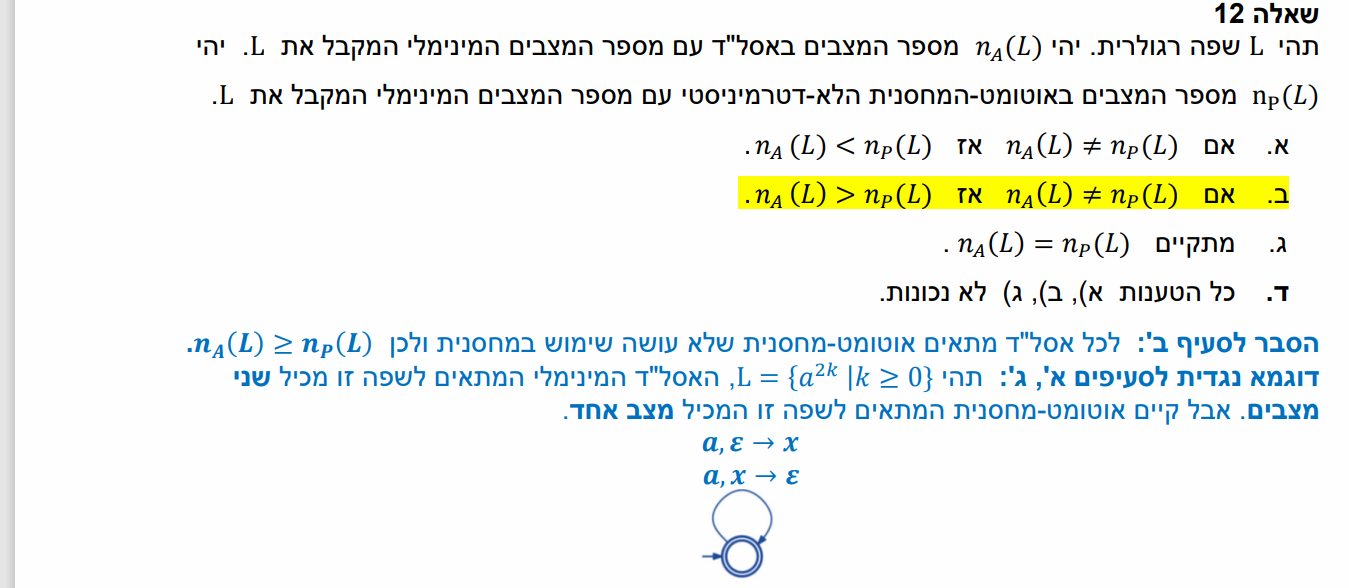 שאלה 12
תהי L שפה רגולרית. יהי n_A(L) מספר המצבים באסל"ד עם מספר המצבים המינימלי המקבל את L. יהי
n_P(L) מספר המצבים באוטומט-המחסנית הלא-דטרמיניסטי עם מספר המצבים המינימלי המקבל את L.
א. אם n_A(L) ≠ n_P(L) אז n_A (L) < n_P(L) .
ב. אם n_A(L) ≠ n_P(L) אז n_A (L) > n_P(L) .
ג. מתקיים n_A(L) = n_P(L) .
ד. כל הטענות א), ב), ג) לא נכונות.
הסבר לסעיף ב': לכל אסל"ד מתאים אוטומט-מחסנית שלא עושה שימוש במחסנית ולכן n_A(L) ≥ n_P(L).
דוגמא נגדית לסעיפים א', ג': תהי L = {a^{2k} |k ≥ 0}, האסל"ד המינימלי המתאים לשפה זו מכיל שני
מצבים. אבל קיים אוטומט-מחסנית המתאים לשפה זו המכיל מצב אחד.
a, ε → x
a, x → ε